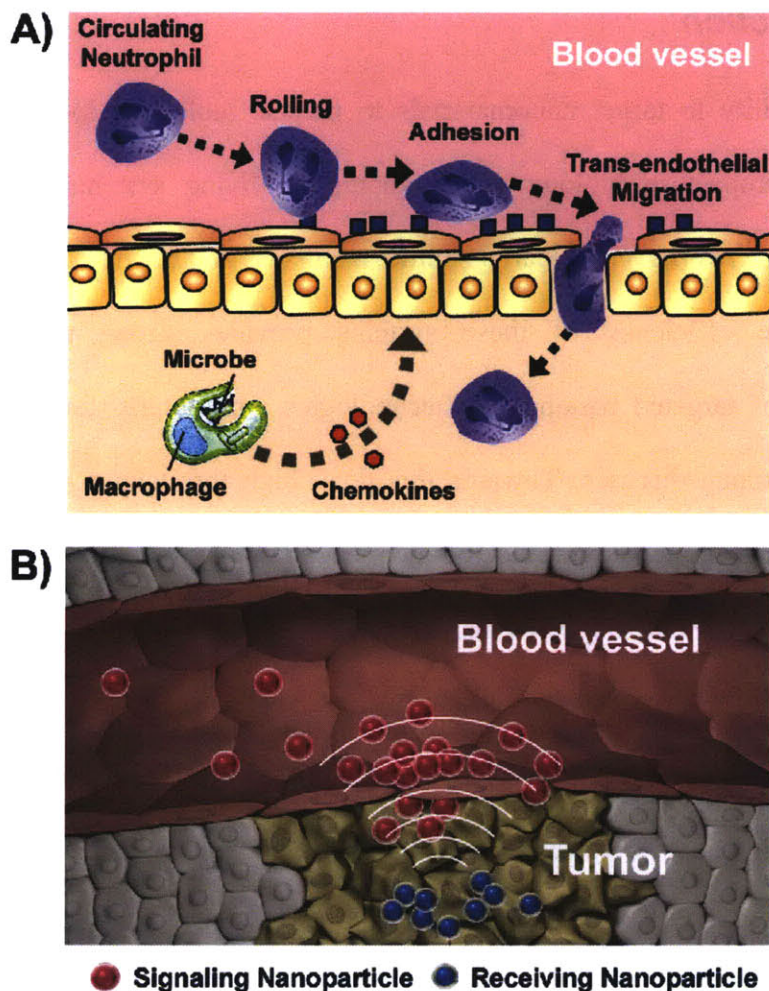 A)
Circulating
Neutrophil
Blood vessel
Rolling
Adhesion
Trans-endothelial
Migration
Microbe
Macrophage
Chemokines
B)
Blood vessel
Tumor
Signaling Nanoparticle
Receiving Nanoparticle